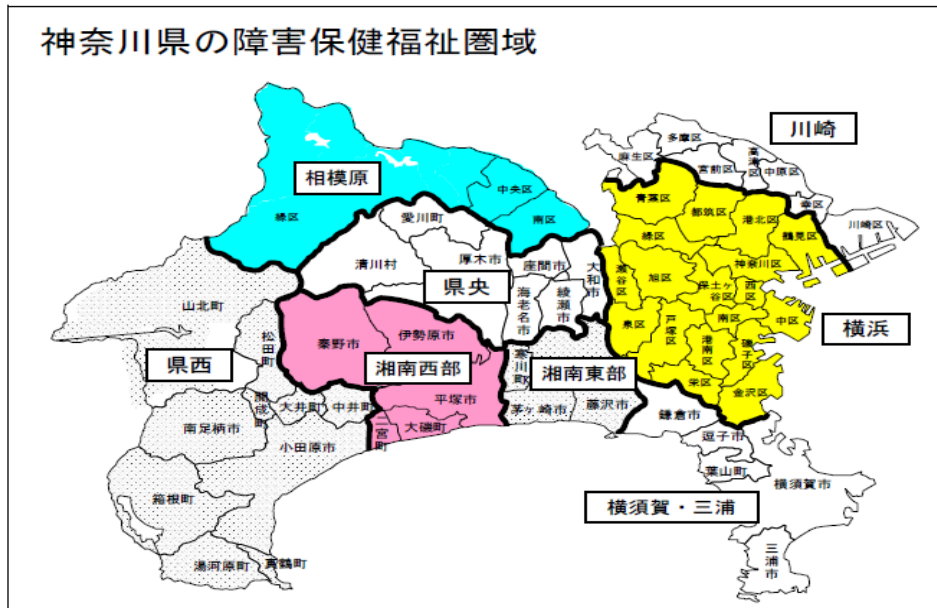 神奈川県の障害保健福祉圏域
川崎
多摩区
麻生区
宮前区
高津区
中原区
幸区
川崎区
相模原
緑区
中央区
南区
青葉区
都筑区
港北区
鶴見区
緑区
神奈川区
瀬谷区
旭区
保土ヶ谷区
西区
泉区
戸塚区
南区
中区
港南区
磯子区
栄区
金沢区
横浜
愛川町
清川村
厚木市
座間市
大和市
海老名市
綾瀬市
県央
山北町
松田町
県西
開成町
大井町
中井町
南足柄市
小田原市
箱根町
湯河原町
真鶴町
秦野市
伊勢原市
湘南西部
平塚市
大磯町
二宮町
寒川町
湘南東部
茅ヶ崎市
藤沢市
鎌倉市
逗子市
葉山町
横須賀市
横須賀・三浦
三浦市